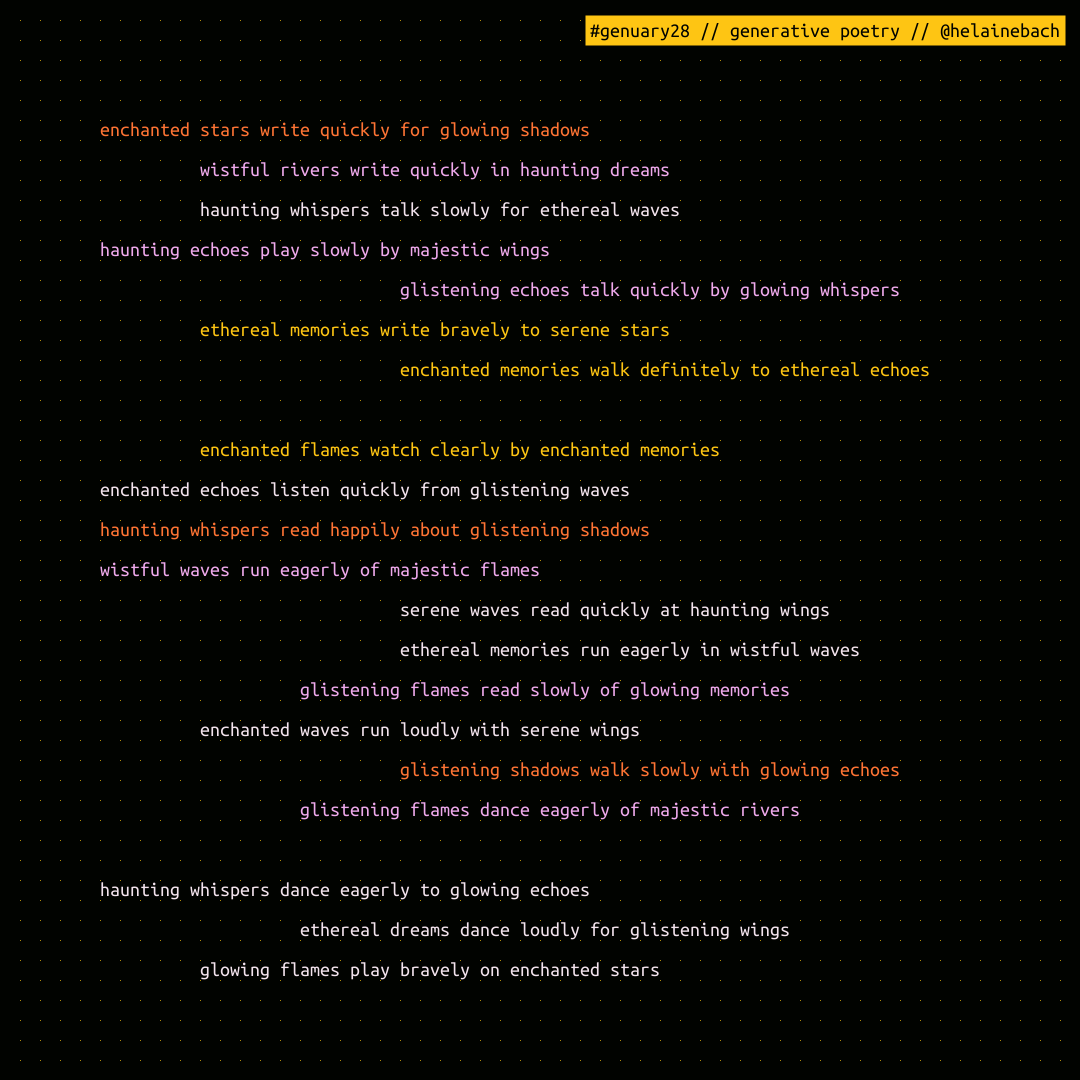 #genuary28 // generative poetry // @helainebach
enchanted stars write quickly for glowing shadows
wistful rivers write quickly in haunting dreams
haunting whispers talk slowly for ethereal waves
haunting echoes play slowly by majestic wings
glistening echoes talk quickly by glowing whispers
ethereal memories write bravely to serene stars
enchanted memories walk definitely to ethereal echoes
enchanted flames watch clearly by enchanted memories
enchanted echoes listen quickly from glistening waves
haunting whispers read happily about glistening shadows
wistful waves run eagerly of majestic flames
serene waves read quickly at haunting wings
ethereal memories run eagerly in wistful waves
glistening flames read slowly of glowing memories
enchanted waves run loudly with serene wings
glistening shadows walk slowly with glowing echoes
glistening flames dance eagerly of majestic rivers
haunting whispers dance eagerly to glowing echoes
ethereal dreams dance loudly for glistening wings
glowing flames play bravely on enchanted stars